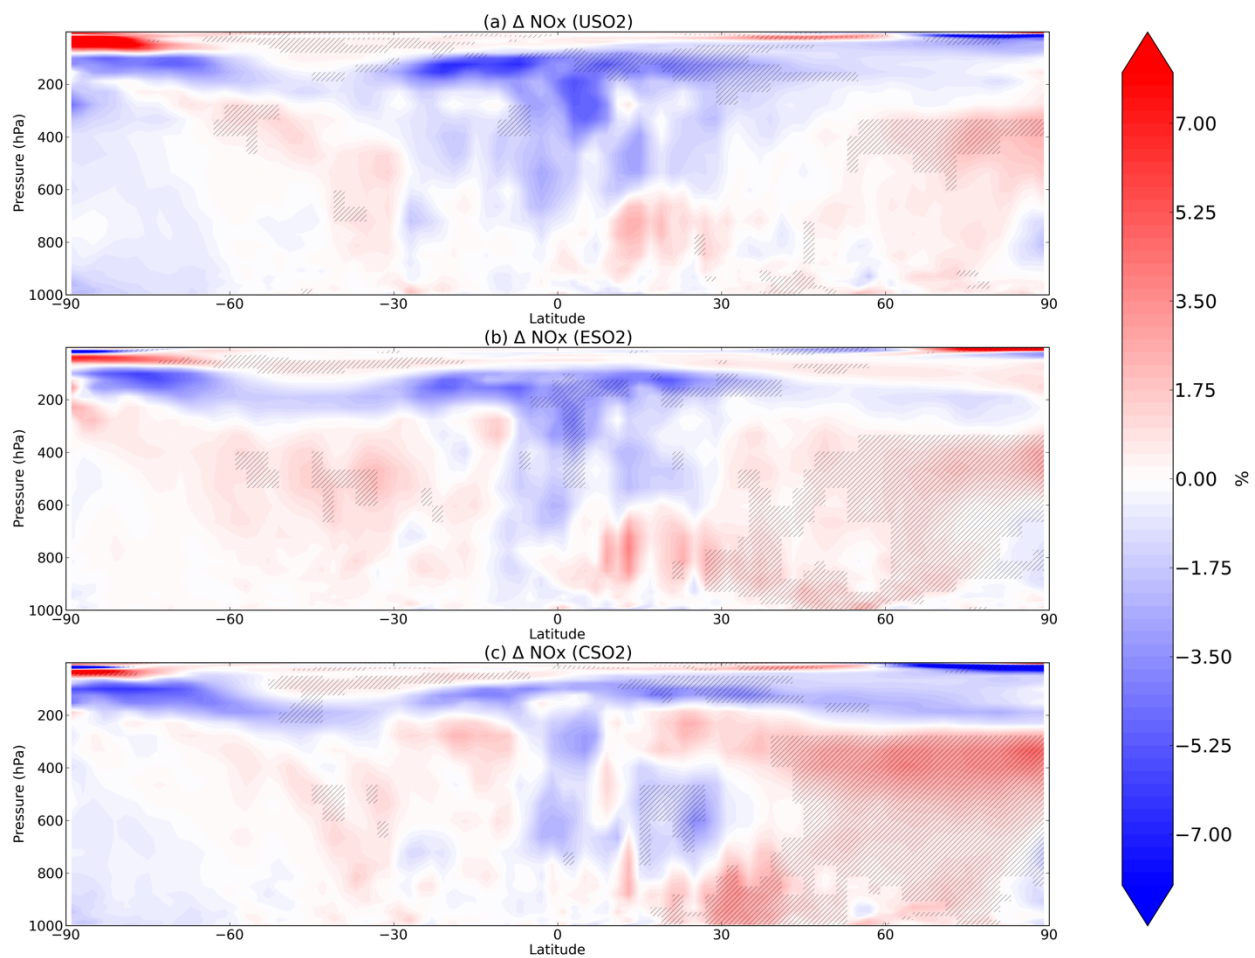 (a) Δ NOx (USO2)
Pressure (hPa)
200
400
600
800
1000
−90 −60 −30 0 30 60 90
Latitude
(b) Δ NOx (ESO2)
Pressure (hPa)
200
400
600
800
1000
−90 −60 −30 0 30 60 90
Latitude
(c) Δ NOx (CSO2)
Pressure (hPa)
200
400
600
800
1000
−90 −60 −30 0 30 60 90
Latitude
7.00
5.25
3.50
1.75
0.00
−1.75
−3.50
−5.25
−7.00
%